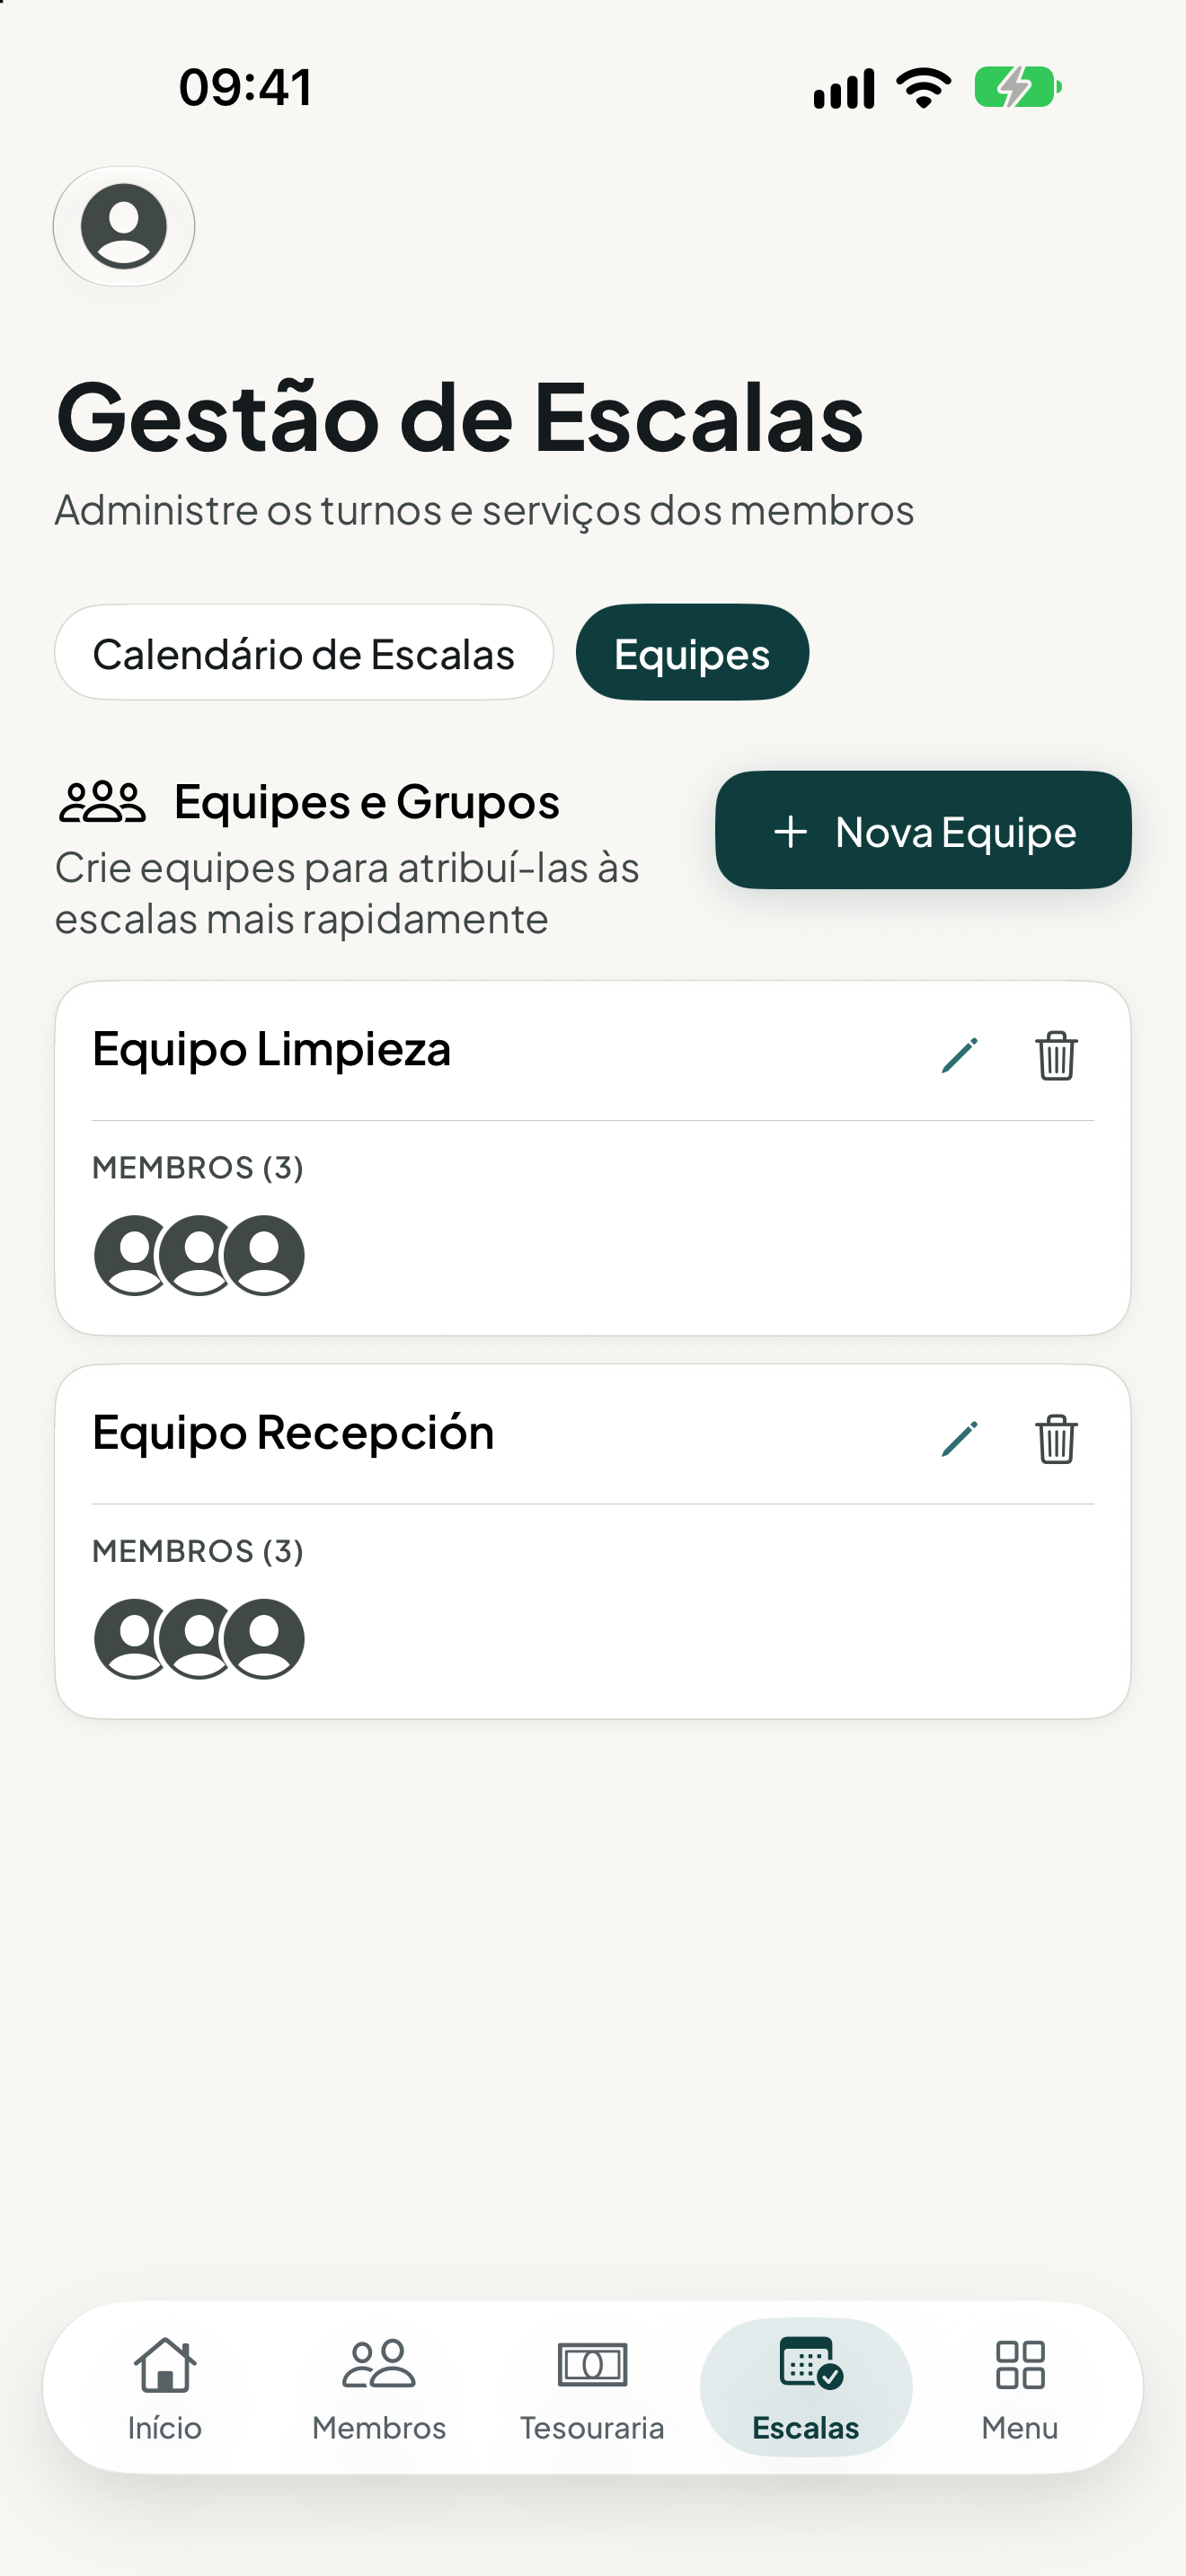 09:41
Gestão de Escalas
Administre os turnos e serviços dos membros
Calendário de Escalas
Equipes
Equipes e Grupos
Crie equipes para atribuí-las às
escalas mais rapidamente
+ Nova Equipe
Equipo Limpieza
MEMBROS (3)
Equipo Recepción
MEMBROS (3)
Início
Membros
Tesouraria
Escalas
Menu